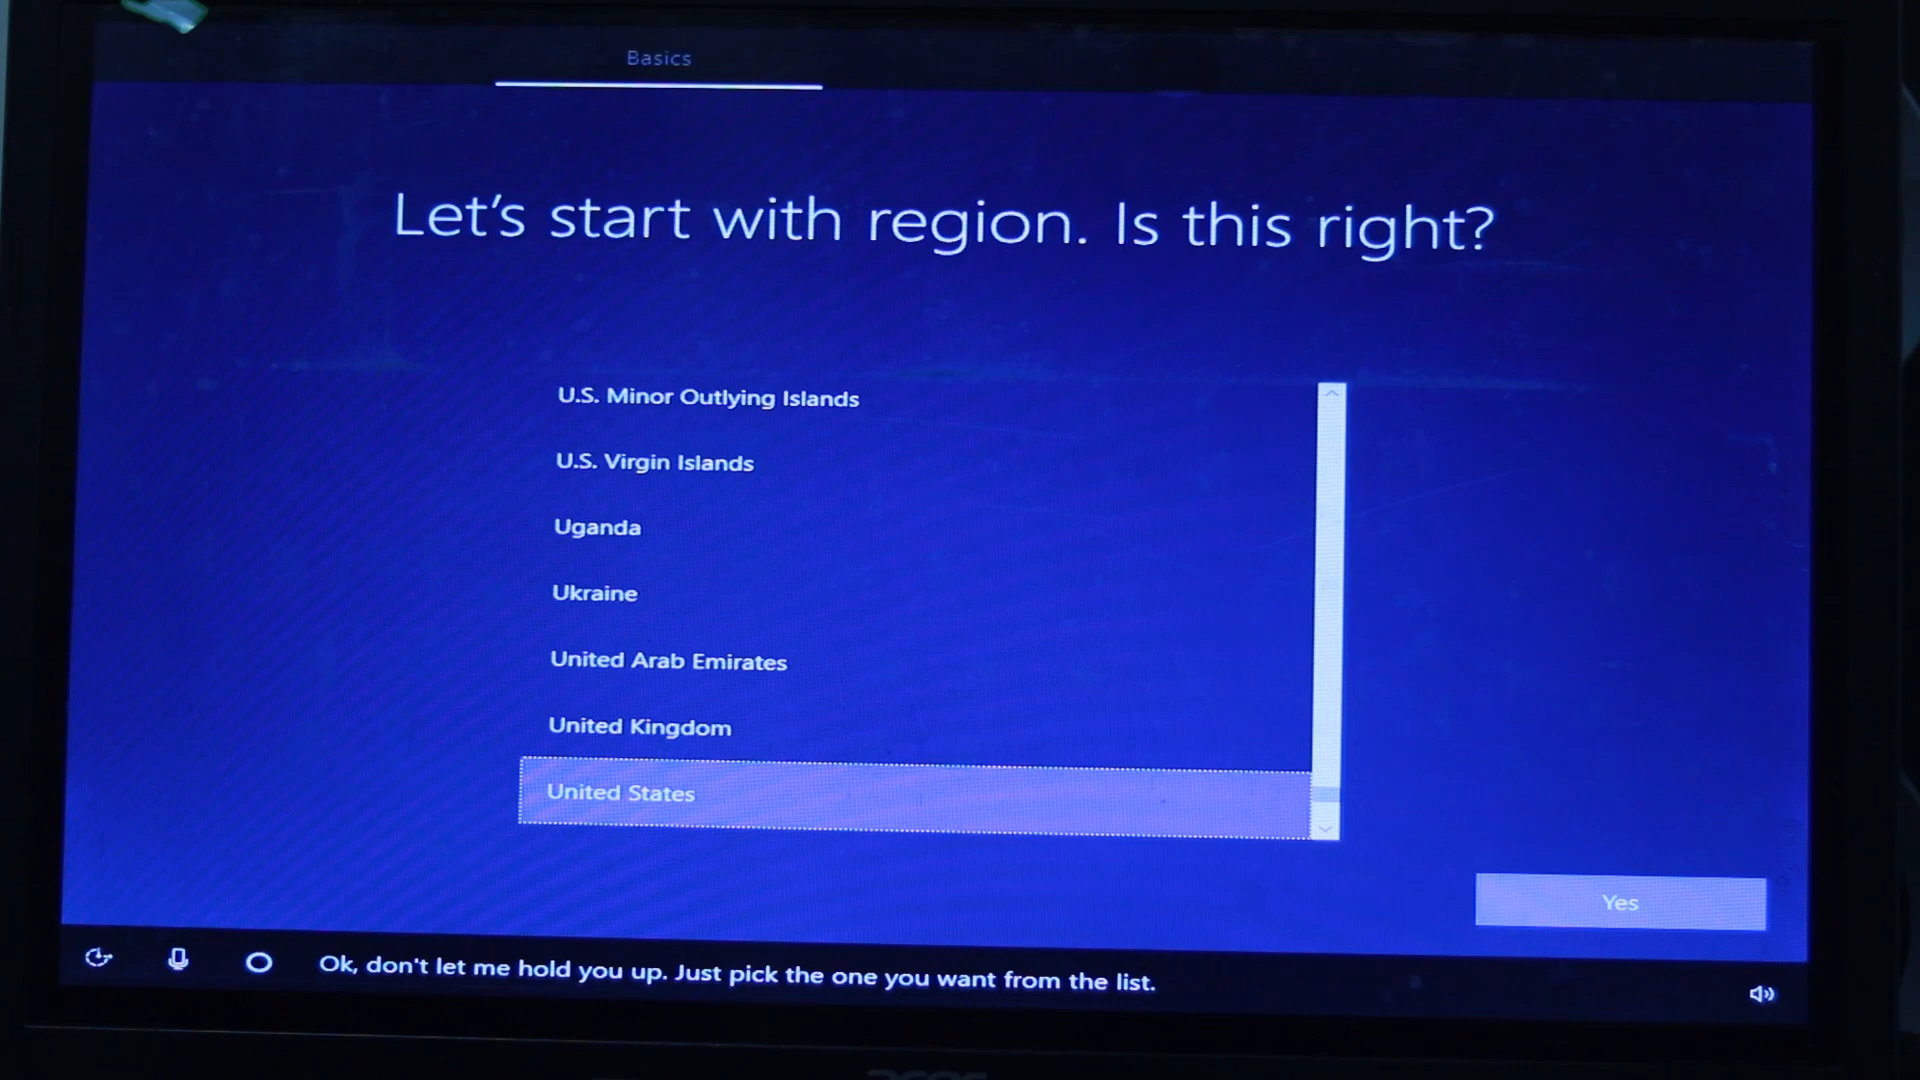 Basics
Let's start with region. Is this right?
U.S. Minor Outlying Islands
U.S. Virgin Islands
Uganda
Ukraine
United Arab Emirates
United Kingdom
United States
Yes
Ok, don't let me hold you up. Just pick the one you want from the list.
acer